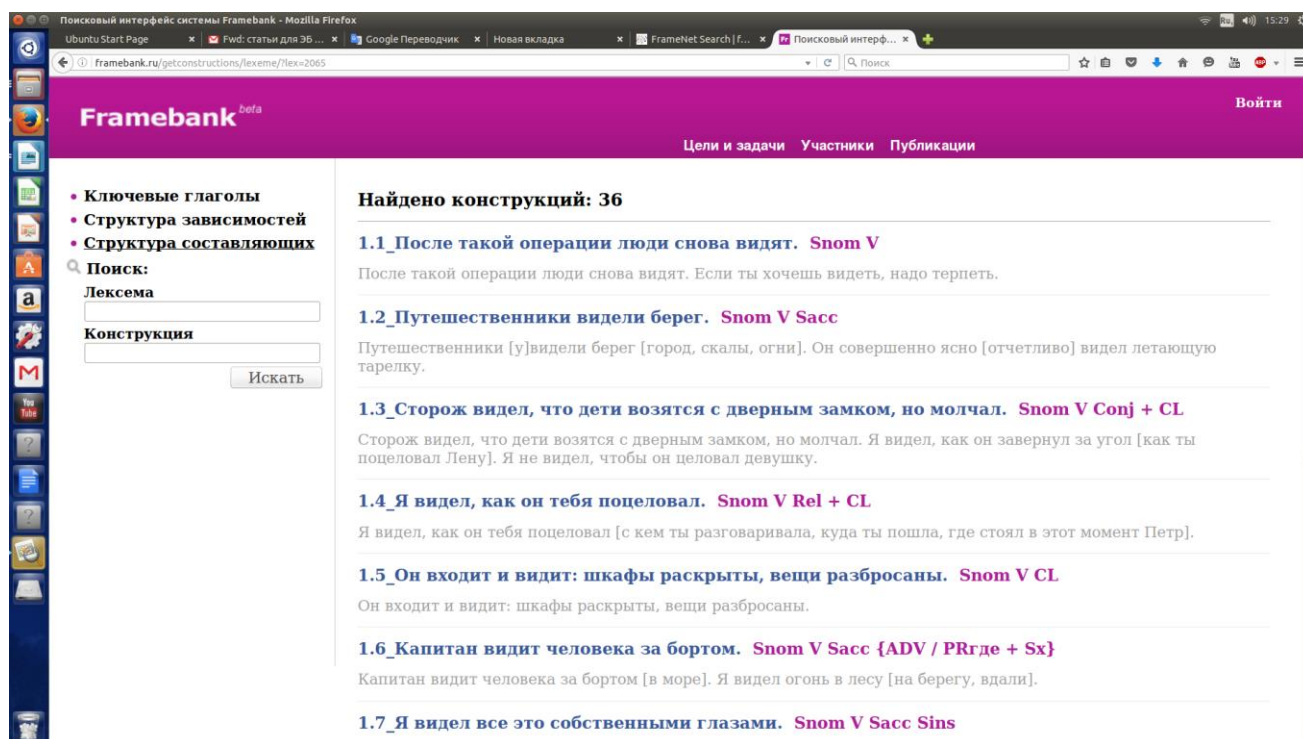 Поисковый интерфейс системы Framebank - Mozilla Firefox
Ru
15:29
Ubuntu Start Page
Fwd: статьи для ЭБ ...
Google Переводчик
Новая вкладка
FrameNet Search | f...
Поисковый интерф...
framebank.ru/getconstructions/lexeme/?lex=2065
Поиск
ABP
Framebank beta
Войти
Цели и задачи Участники Публикации
• Ключевые глаголы
• Структура зависимостей
• Структура составляющих
Поиск:
Лексема
Конструкция
Искать
Найдено конструкций: 36
1.1_После такой операции люди снова видят. Snom V
После такой операции люди снова видят. Если ты хочешь видеть, надо терпеть.
1.2_Путешественники видели берег. Snom V Sacc
Путешественники [у]видели берег [город, скалы, огни]. Он совершенно ясно [отчетливо] видел летающую
тарелку.
1.3_Сторож видел, что дети возятся с дверным замком, но молчал. Snom V Conj + CL
Сторож видел, что дети возятся с дверным замком, но молчал. Я видел, как он завернул за угол [как ты
поцеловал Лену]. Я не видел, чтобы он целовал девушку.
1.4_Я видел, как он тебя поцеловал. Snom V Rel + CL
Я видел, как он тебя поцеловал [с кем ты разговаривала, куда ты пошла, где стоял в этот момент Петр].
1.5_Он входит и видит: шкафы раскрыты, вещи разбросаны. Snom V CL
Он входит и видит: шкафы раскрыты, вещи разбросаны.
1.6_Капитан видит человека за бортом. Snom V Sacc {ADV / PRгде + Sx}
Капитан видит человека за бортом [в море]. Я видел огонь в лесу [на берегу, вдали].
1.7_Я видел все это собственными глазами. Snom V Sacc Sins
You
Tube